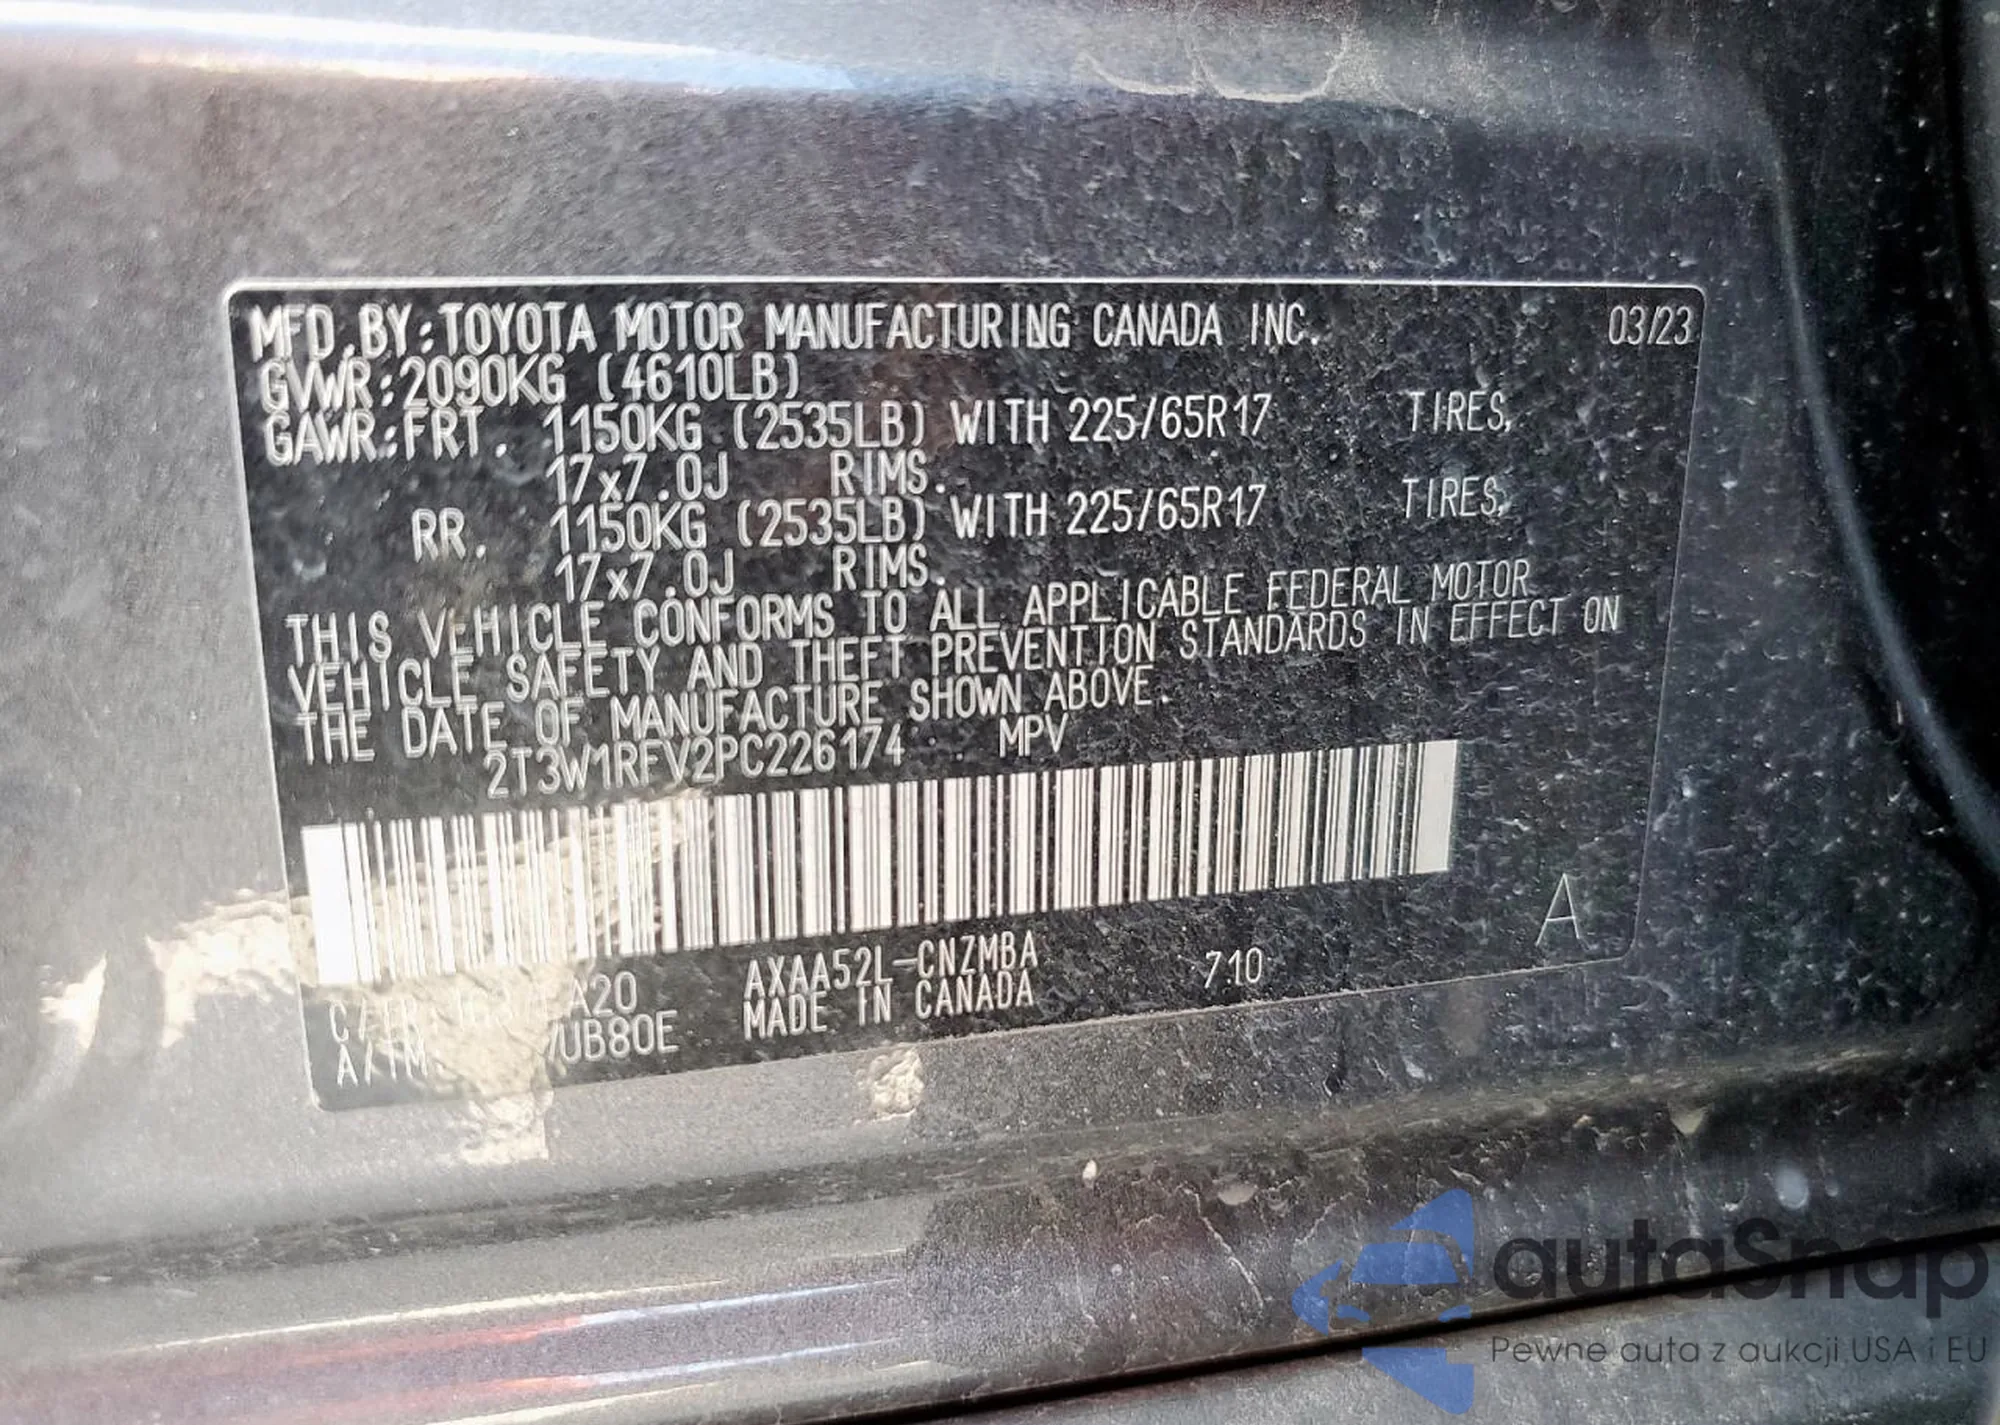 MFD.BY:TOYOTA MOTOR MANUFACTURING CANADA INC. 03/23
GVWR:2090KG (4610LB)
GAWR:FRT. 1150KG (2535LB) WITH 225/65R17 TIRES,
17x7.0J RIMS.
RR. 1150KG (2535LB) WITH 225/65R17 TIRES,
17x7.0J RIMS.
THIS VEHICLE CONFORMS TO ALL APPLICABLE FEDERAL MOTOR
VEHICLE SAFETY AND THEFT PREVENTION STANDARDS IN EFFECT ON
THE DATE OF MANUFACTURE SHOWN ABOVE.
2T3W1RFV2PC226174 MPV
A
A20 AXAA52L-CNZMBA 710
UB80E MADE IN CANADA
autaSnap
Pewne auta z aukcji USA i EU